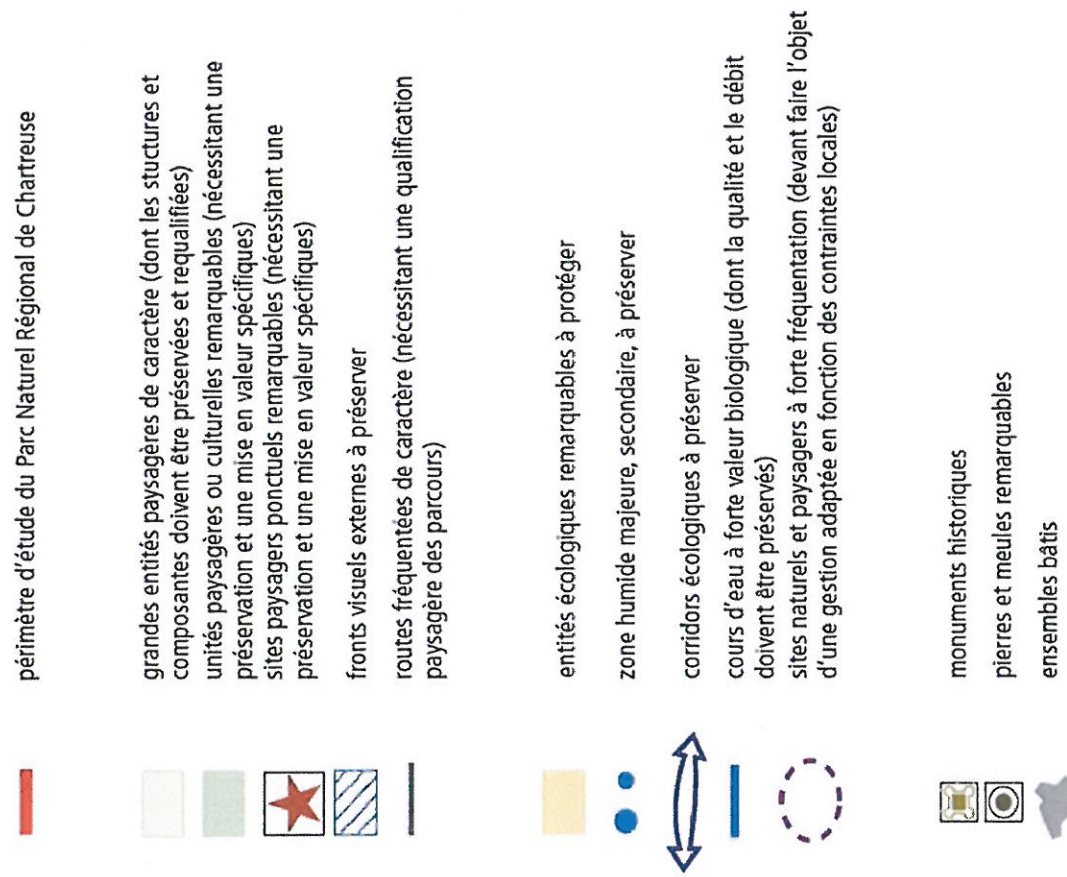 périmètre d'étude du Parc Naturel Régional de Chartreuse
grandes entités paysagères de caractère (dont les stuctures et
composantes doivent être préservées et requalifiées)
unités paysagères ou culturelles remarquables (nécessitant une
préservation et une mise en valeur spécifiques)
sites paysagers ponctuels remarquables (nécessitant une
préservation et une mise en valeur spécifiques)
fronts visuels externes à préserver
routes fréquentées de caractère (nécessitant une qualification
paysagère des parcours)
entités écologiques remarquables à protéger
zone humide majeure, secondaire, à préserver
corridors écologiques à préserver
cours d'eau à forte valeur biologique (dont la qualité et le débit
doivent être préservés)
sites naturels et paysagers à forte fréquentation (devant faire l'objet
d'une gestion adaptée en fonction des contraintes locales)
monuments historiques
pierres et meules remarquables
ensembles bâtis